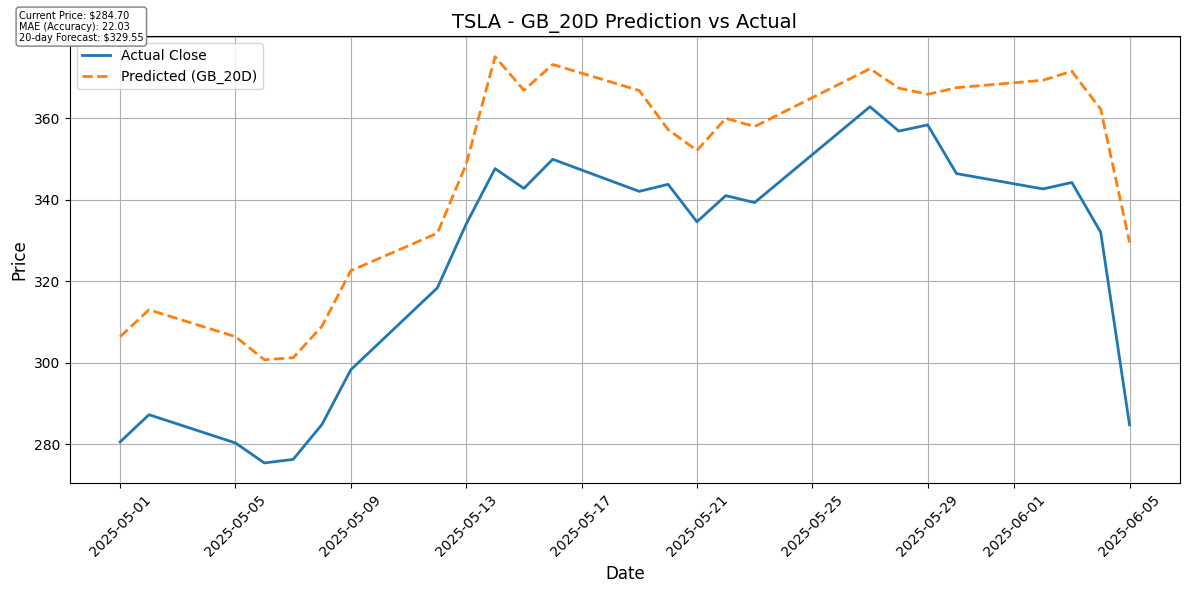 TSLA - GB_20D Prediction vs Actual
Current Price: $284.70
MAE (Accuracy): 22.03
20-day Forecast: $329.55
Actual Close
Predicted (GB_20D)
Price
360
340
320
300
280
2025-05-01
2025-05-05
2025-05-09
2025-05-13
2025-05-17
2025-05-21
2025-05-25
2025-05-29
2025-06-01
2025-06-05
Date